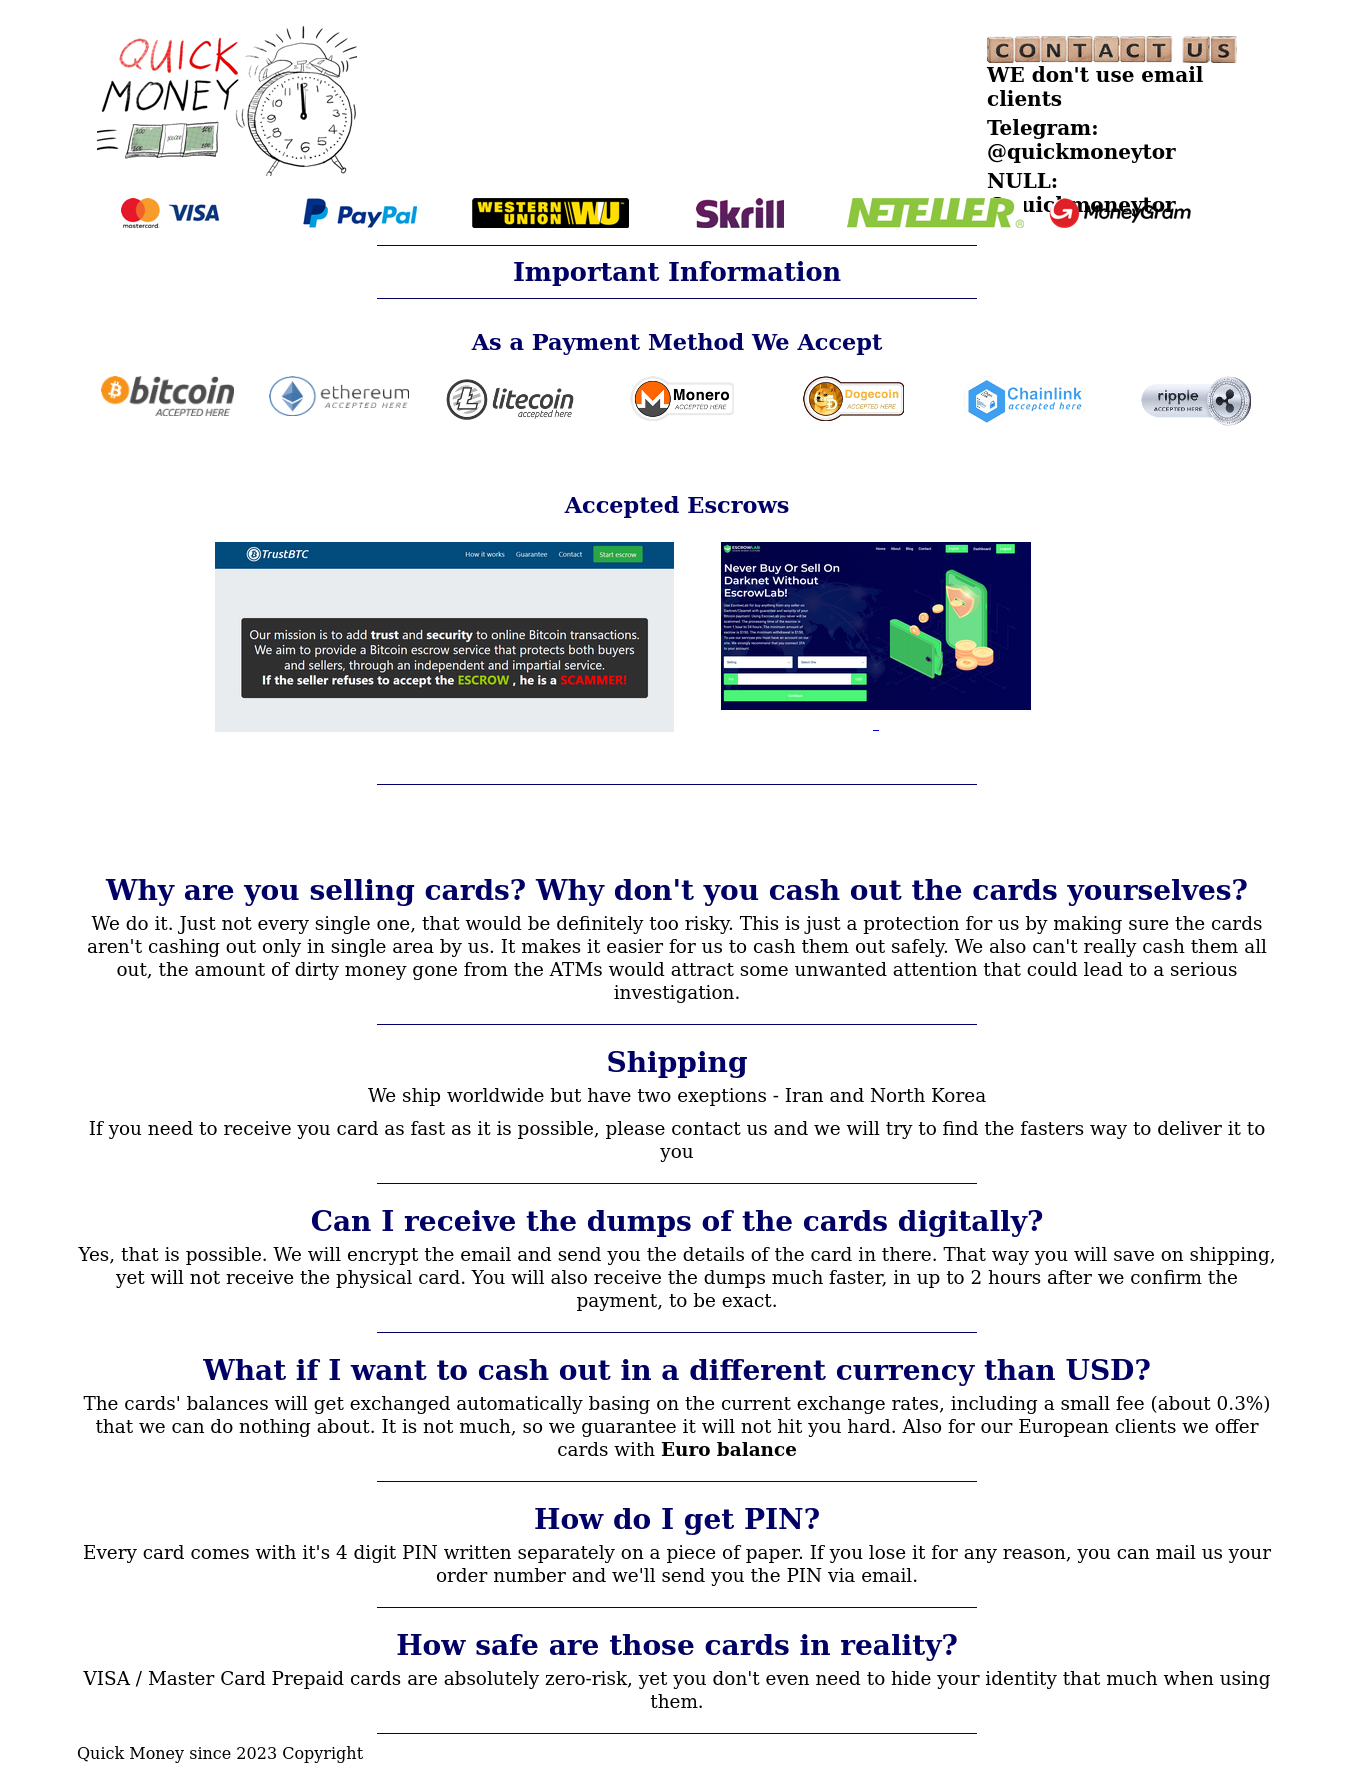 QUICK
MONEY
CONTACT US
WE don't use email
clients
Telegram:
@quickmoneytor
NULL:
mastercard
VISA
PayPal
WESTERN
UNION WU
Skrill
NETELLER®
MoneyGram
Important Information
As a Payment Method We Accept
bitcoin
ACCEPTED HERE
ethereum
ACCEPTED HERE
litecoin
accepted here
Monero
ACCEPTED HERE
Dogecoin
ACCEPTED HERE
Chainlink
accepted here
ripple
ACCEPTED HERE
Accepted Escrows
TrustBTC How it works Guarantee Contact Start escrow
Our mission is to add trust and security to online Bitcoin transactions.
We aim to provide a Bitcoin escrow service that protects both buyers
and sellers, through an independent and impartial service.
If the seller refuses to accept the ESCROW , he is a SCAMMER!
ESCROWLAB Home About Blog Contact Dashboard Logout
Never Buy Or Sell On
Darknet Without
EscrowLab!
Why are you selling cards? Why don't you cash out the cards yourselves?
We do it. Just not every single one, that would be definitely too risky. This is just a protection for us by making sure the cards
aren't cashing out only in single area by us. It makes it easier for us to cash them out safely. We also can't really cash them all
out, the amount of dirty money gone from the ATMs would attract some unwanted attention that could lead to a serious
investigation.
Shipping
We ship worldwide but have two exeptions - Iran and North Korea
If you need to receive you card as fast as it is possible, please contact us and we will try to find the fasters way to deliver it to
you
Can I receive the dumps of the cards digitally?
Yes, that is possible. We will encrypt the email and send you the details of the card in there. That way you will save on shipping,
yet will not receive the physical card. You will also receive the dumps much faster, in up to 2 hours after we confirm the
payment, to be exact.
What if I want to cash out in a different currency than USD?
The cards' balances will get exchanged automatically basing on the current exchange rates, including a small fee (about 0.3%)
that we can do nothing about. It is not much, so we guarantee it will not hit you hard. Also for our European clients we offer
cards with Euro balance
How do I get PIN?
Every card comes with it's 4 digit PIN written separately on a piece of paper. If you lose it for any reason, you can mail us your
order number and we'll send you the PIN via email.
How safe are those cards in reality?
VISA / Master Card Prepaid cards are absolutely zero-risk, yet you don't even need to hide your identity that much when using
them.
Quick Money since 2023 Copyright